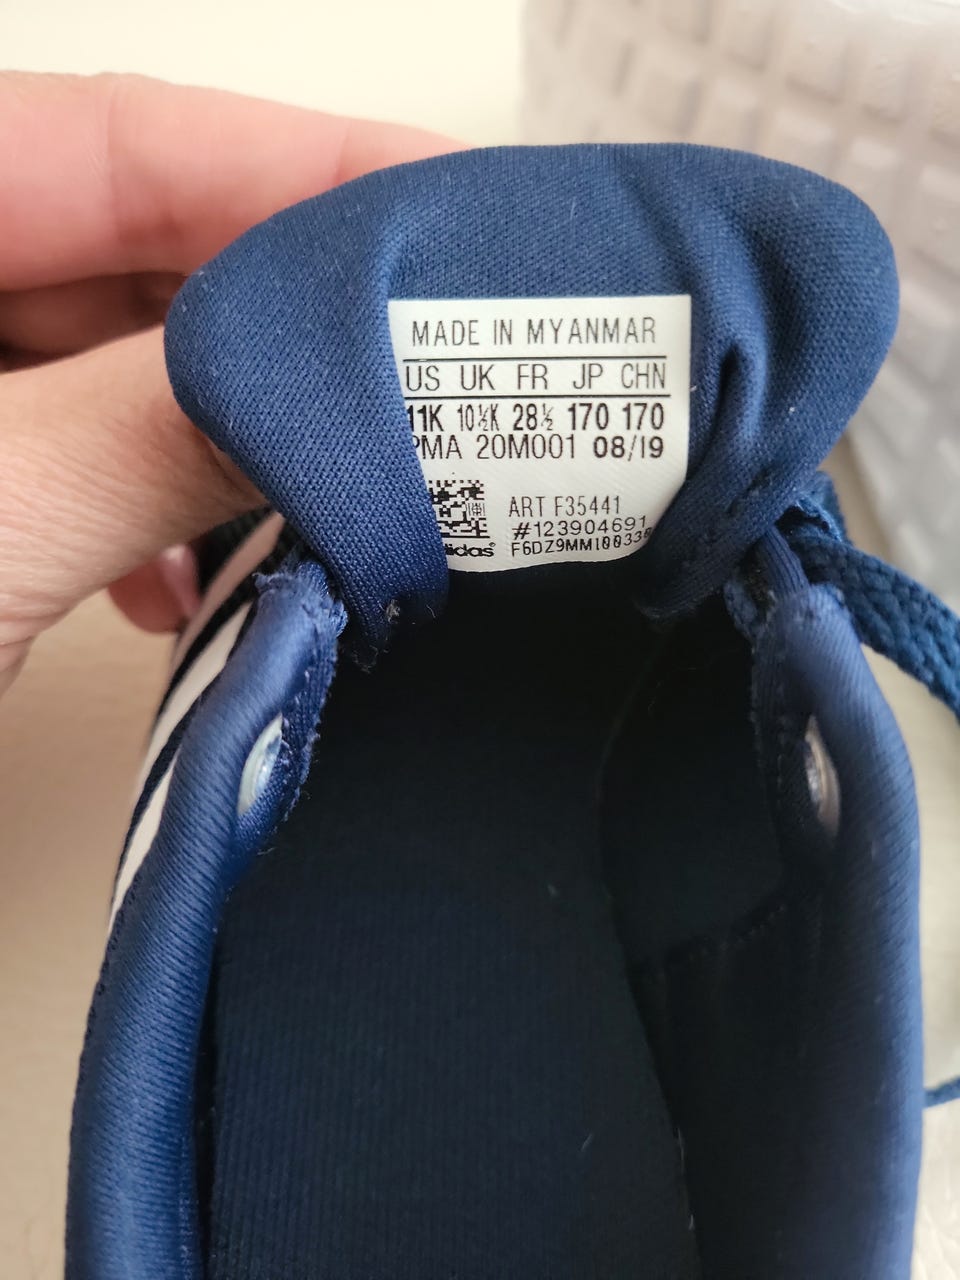 MADE IN MYANMAR
US UK FR JP CHN
11K 10½K 28½ 170 170
PMA 20M001 08/19
ART F35441
#123904691
adidas